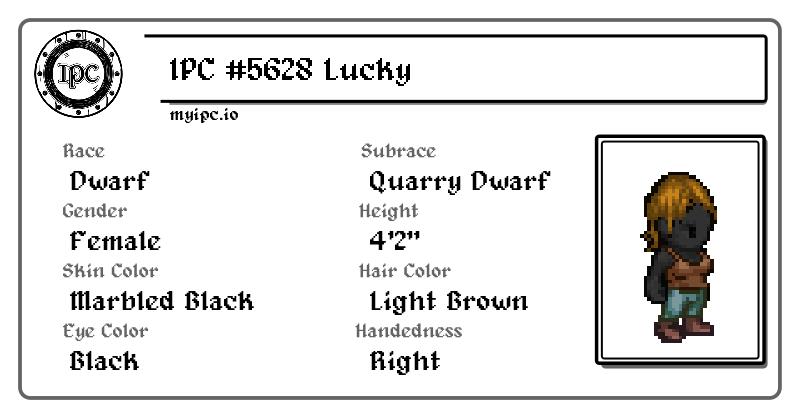 IPC
IPC #5628 Lucky
myipc.io
Race
Subrace
Dwarf
Quarry Dwarf
Gender
Height
Female
4'2"
Skin Color
Hair Color
Marbled Black
Light Brown
Eye Color
Handedness
Black
Right